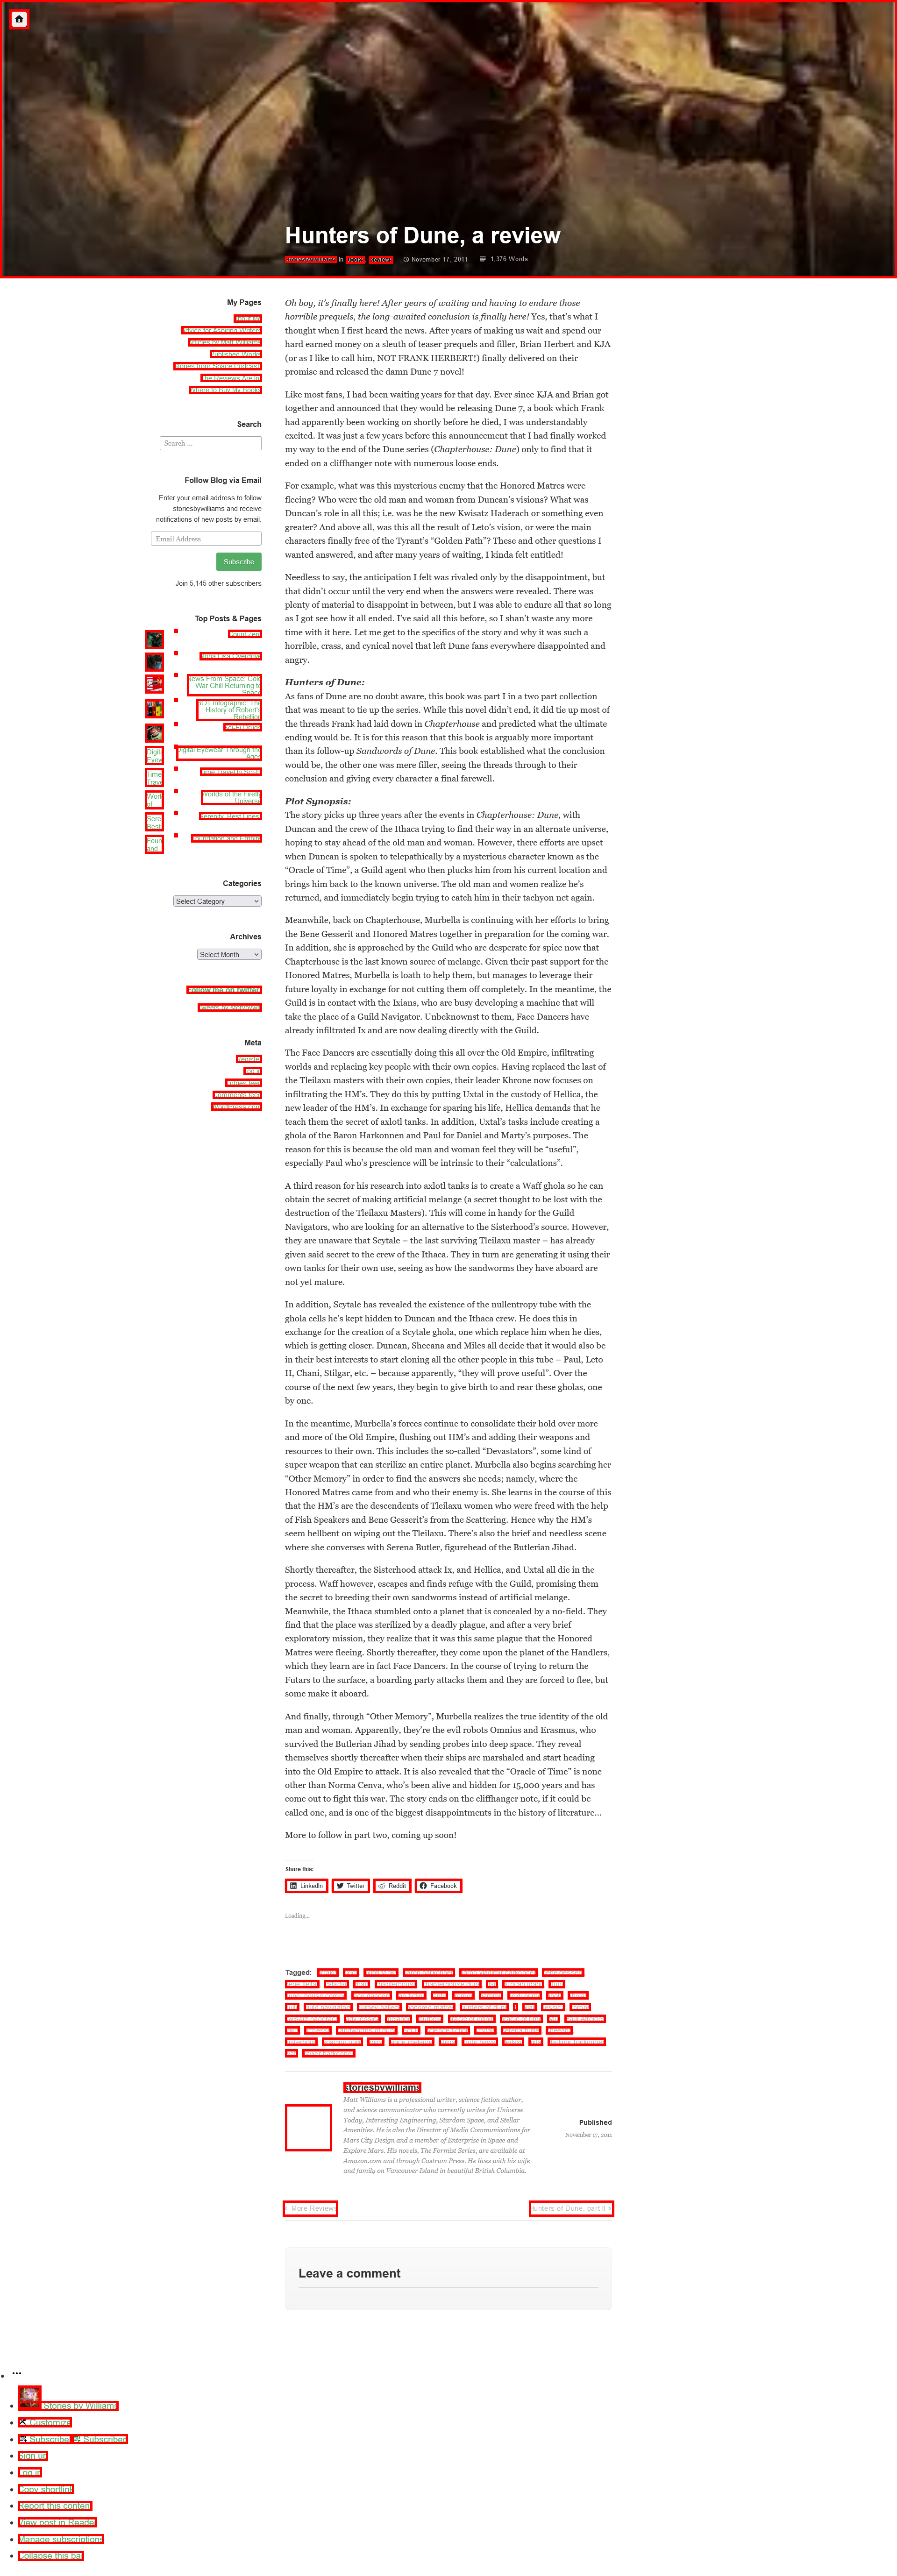 Hunters of Dune, a review
in Books Reviews November 17, 2011 1,376 Words
My Pages
Search
Search …
Follow Blog via Email
Enter your email address to follow
storiesbywilliams and receive
notifications of new posts by email.
Email Address
Subscribe
Join 5,145 other subscribers
Top Posts & Pages
News From Space: Cold
War Chill Returning to
Space
GOT Infographic: The
History of Robert's
Rebellion
Digital Eyewear Through the
Ages
Worlds of the Firefly
Universe
Categories
Select Category
Archives
Select Month
Follow me on Twitter
Meta
Oh boy, it's finally here! After years of waiting and having to endure those
horrible prequels, the long-awaited conclusion is finally here! Yes, that's what I
thought when I first heard the news. After years of making us wait and spend our
hard earned money on a sleuth of teaser prequels and filler, Brian Herbert and KJA
(or as I like to call him, NOT FRANK HERBERT!) finally delivered on their
promise and released the damn Dune 7 novel!
Like most fans, I had been waiting years for that day. Ever since KJA and Brian got
together and announced that they would be releasing Dune 7, a book which Frank
had apparently been working on shortly before he died, I was understandably
excited. It was just a few years before this announcement that I had finally worked
my way to the end of the Dune series (Chapterhouse: Dune) only to find that it
ended on a cliffhanger note with numerous loose ends.
For example, what was this mysterious enemy that the Honored Matres were
fleeing? Who were the old man and woman from Duncan's visions? What was
Duncan's role in all this; i.e. was he the new Kwisatz Haderach or something even
greater? And above all, was this all the result of Leto's vision, or were the main
characters finally free of the Tyrant's "Golden Path"? These and other questions I
wanted answered, and after many years of waiting, I kinda felt entitled!
Needless to say, the anticipation I felt was rivaled only by the disappointment, but
that didn't occur until the very end when the answers were revealed. There was
plenty of material to disappoint in between, but I was able to endure all that so long
as I got see how it all ended. I've said all this before, so I shan't waste any more
time with it here. Let me get to the specifics of the story and why it was such a
horrible, crass, and cynical novel that left Dune fans everywhere disappointed and
angry.
Hunters of Dune:
As fans of Dune are no doubt aware, this book was part I in a two part conclusion
that was meant to tie up the series. While this novel didn't end, it did tie up most of
the threads Frank had laid down in Chapterhouse and predicted what the ultimate
ending would be. It is for this reason that this book is arguably more important
than its follow-up Sandworms of Dune. This book established what the conclusion
would be, the other one was mere filler, seeing the threads through to their
conclusion and giving every character a final farewell.
Plot Synopsis:
The story picks up three years after the events in Chapterhouse: Dune, with
Duncan and the crew of the Ithaca trying to find their way in an alternate universe,
hoping to stay ahead of the old man and woman. However, there efforts are upset
when Duncan is spoken to telepathically by a mysterious character known as the
"Oracle of Time", a Guild agent who then plucks him from his current location and
brings him back to the known universe. The old man and women realize he's
returned, and immediately begin trying to catch him in their tachyon net again.
Meanwhile, back on Chapterhouse, Murbella is continuing with her efforts to bring
the Bene Gesserit and Honored Matres together in preparation for the coming war.
In addition, she is approached by the Guild who are desperate for spice now that
Chapterhouse is the last known source of melange. Given their past support for the
Honored Matres, Murbella is loath to help them, but manages to leverage their
future loyalty in exchange for not cutting them off completely. In the meantime, the
Guild is in contact with the Ixians, who are busy developing a machine that will
take the place of a Guild Navigator. Unbeknownst to them, Face Dancers have
already infiltrated Ix and are now dealing directly with the Guild.
The Face Dancers are essentially doing this all over the Old Empire, infiltrating
worlds and replacing key people with their own. Having replaced the last of
the Tleilaxu masters with their own copies, their leader Khrone now focuses on
infiltrating the HM's. They do this by putting Uxtal in the custody of Hellica, the
new leader of the HM's. In exchange for sparing his life, Hellica demands that he
teach them the secret of axlotl tanks. In addition, Uxtal's tasks include creating a
ghola of the Baron Harkonnen and Paul for Daniel and Marty's purposes. The
reason for this is because the old man and woman feel they will be "useful",
especially Paul who's prescience will be intrinsic to their "calculations".
A third reason for his research into axlotl tanks is to create a Waff ghola so he can
obtain the secret of making artificial melange (a secret thought to be lost with the
destruction of the Tleilaxu Masters). This will come in handy for the Guild
Navigators, who are looking for an alternative to the Sisterhood's source. However,
they are unaware that Scytale – the last surviving Tleilaxu master – has already
given said secret to the crew of the Ithaca. They in turn are generating it using their
own tanks for their own use, seeing as how the sandworms they have aboard are
not yet mature.
In addition, Scytale has revealed the existence of the nullentropy tube with the
ghola cells he's kept hidden to Duncan and the Ithaca crew. He does this in
exchange for the creation of a Scytale ghola, one which replace him when he dies,
which is getting closer. Duncan, Sheeana and Miles all decide that it would also be
in their best interests to start cloning all the other people in this tube – Paul, Leto
II, Chani, Stilgar, etc. – because apparently, "they will prove useful". Over the
course of the next few years, they begin to give birth to and rear these gholas, one
by one.
In the meantime, Murbella's forces continue to consolidate their hold over more
and more of the Old Empire, flushing out HM's and adding their weapons and
resources to their own. This includes the so-called "Devastators", some kind of
super weapon that can sterilize an entire planet. Murbella also begins searching her
"Other Memory" in order to find the answers she needs; namely, where the
Honored Matres came from and who their enemy is. She learns in the course of this
that the HM's are the descendants of Tleilaxu women who were freed with the help
of Fish Speakers and Bene Gesserit's from the Scattering. Hence why the HM's
seem hellbent on wiping out the Tleilaxu. There's also the brief and needless scene
where she converses with Serena Butler, figurehead of the Butlerian Jihad.
Shortly thereafter, the Sisterhood attack Ix, and Hellica, and Uxtal all die in the
process. Waff however, escapes and finds refuge with the Guild, promising them
the secret to breeding their own sandworms instead of artificial melange.
Meanwhile, the Ithaca stumbled onto a planet that is concealed by a no-field. They
find that the place was sterilized by a deadly plague, and after a very brief
exploratory mission, they realize that it was this same plague that the Honored
Matres were fleeing. Shortly thereafter, they come upon the planet of the Handlers,
which they learn are in fact Face Dancers. In the course of trying to return the
Futars to the surface, a boarding party attacks them and they are forced to flee, but
some make it aboard.
And finally, through "Other Memory", Murbella realizes the true identity of the old
man and woman. Apparently, they're the evil robots Omnius and Erasmus, who
survived the Butlerian Jihad by sending probes into deep space. They reveal
themselves shortly thereafter when their ships are marshaled and start heading
into the Old Empire to attack. It is also revealed that the "Oracle of Time" is none
other than Norma Cenva, who's been alive and hidden for 15,000 years and has
come out to fight this war. The story ends on the cliffhanger note, if it could be
called one, and is one of the biggest disappointments in the history of literature…
More to follow in part two, coming up soon!
Share this:
LinkedIn Twitter Reddit Facebook
Loading...
Tagged:
storiesbywilliams
Matt Williams is a professional writer, science fiction author,
and science communicator who currently writes for Universe
Today, Interesting Engineering, Stardom Space, and Stellar
Amenities. He is also the Director of Media Communications for
Mars City Design and a member of Enterprise in Space and
Explore Mars. His novels, The Formist Series, are available at
Amazon.com and through Castrum Press. He lives with his wife
and family on Vancouver Island in beautiful British Columbia.
Published
November 17, 2011
More Reviews
Hunters of Dune, part II >
Leave a comment
...
Stories by Williams
Customize
Subscribe Subscribed
Sign up
Log in
Copy shortlink
Report this content
View post in Reader
Manage subscriptions
Collapse this bar